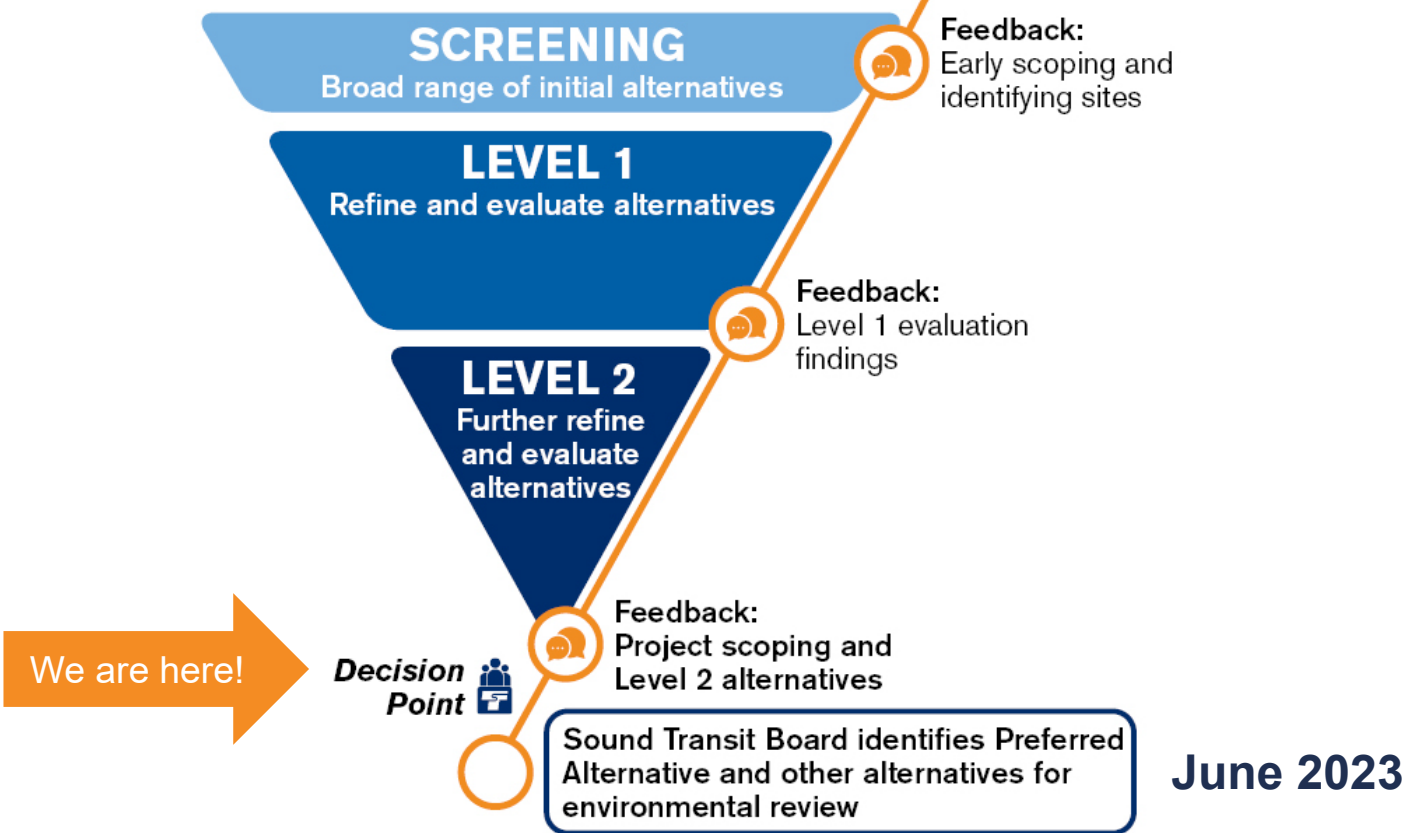 SCREENING
Broad range of initial alternatives
Feedback:
Early scoping and
identifying sites
LEVEL 1
Refine and evaluate alternatives
Feedback:
Level 1 evaluation
findings
LEVEL 2
Further refine
and evaluate
alternatives
We are here!
Decision
Point
Feedback:
Project scoping and
Level 2 alternatives
Sound Transit Board identifies Preferred
Alternative and other alternatives for
environmental review
June 2023